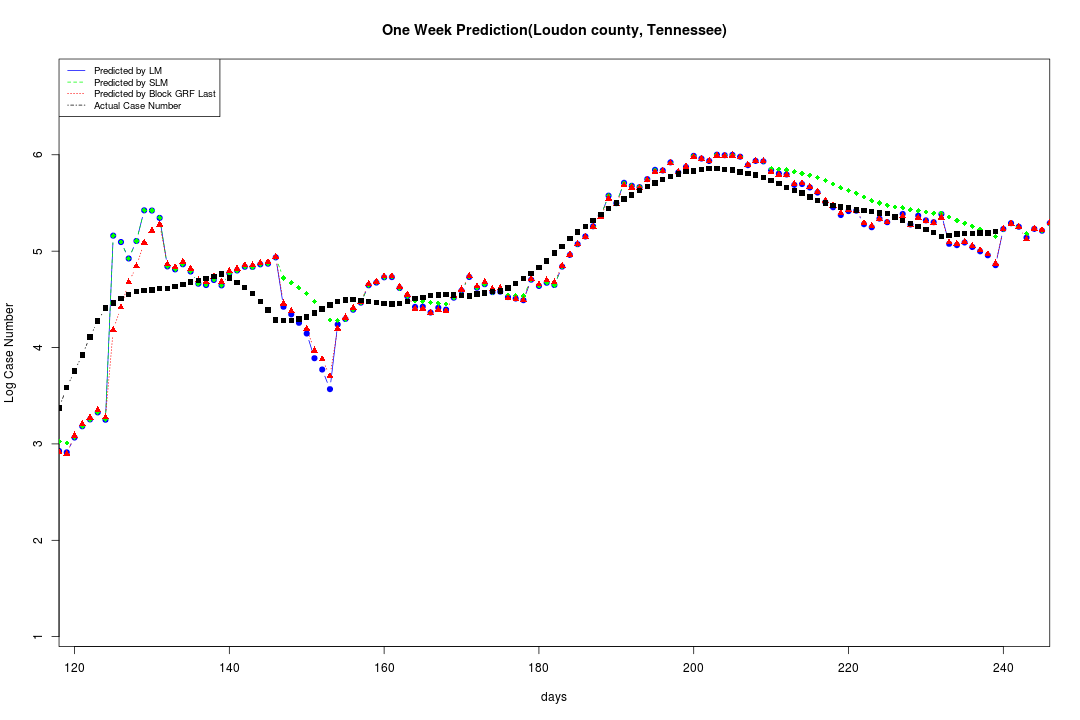 One Week Prediction(Loudon county, Tennessee)
Predicted by LM
Predicted by SLM
Predicted by Block GRF Last
Actual Case Number
6
5
4
3
2
1
Log Case Number
120 140 160 180 200 220 240
days